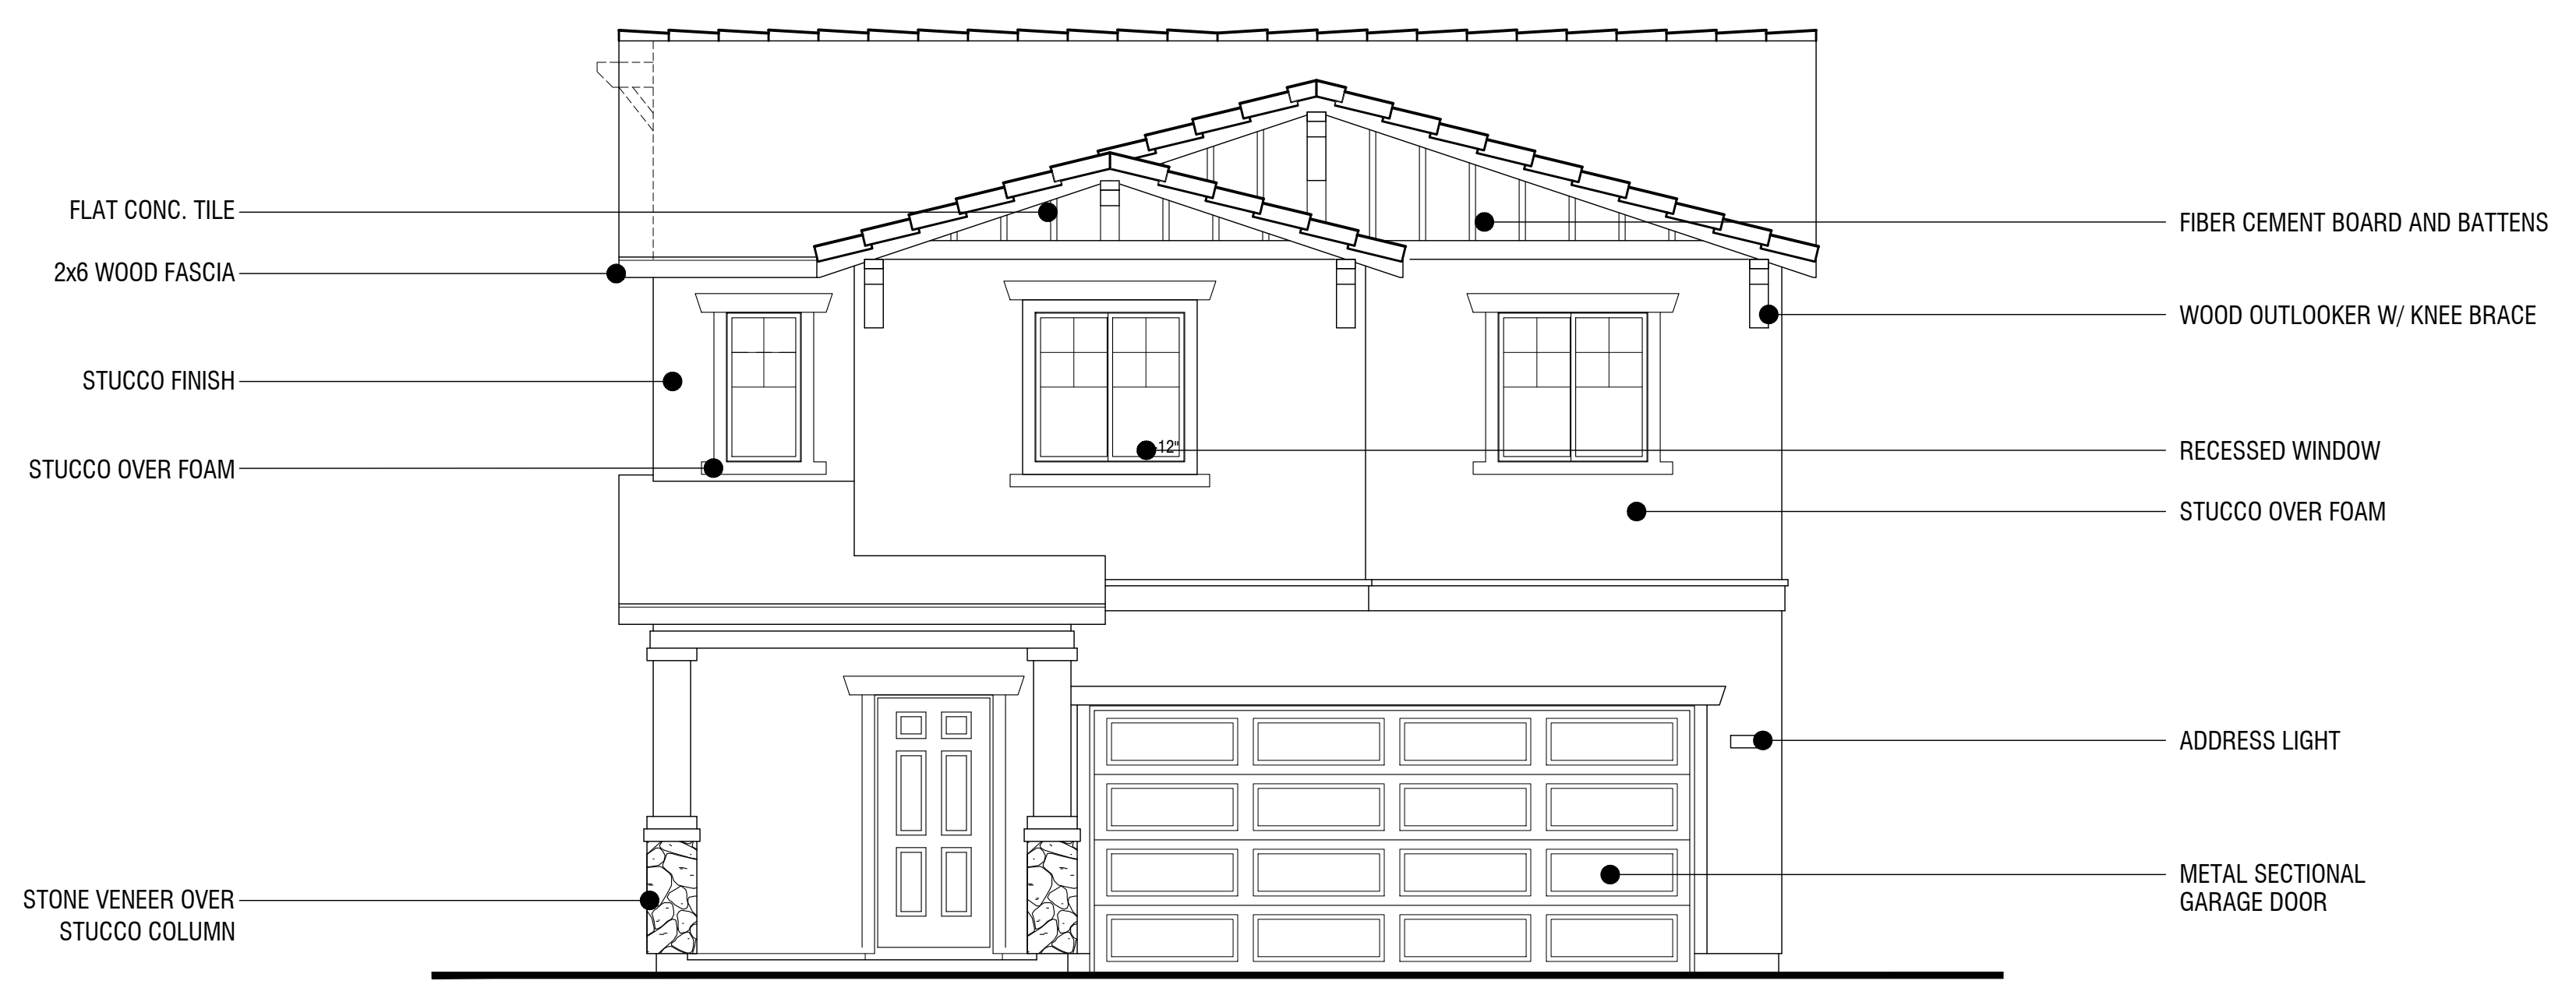 FLAT CONC. TILE
2x6 WOOD FASCIA
STUCCO FINISH
STUCCO OVER FOAM
STONE VENEER OVER
STUCCO COLUMN
12"
FIBER CEMENT BOARD AND BATTENS
WOOD OUTLOOKER W/ KNEE BRACE
RECESSED WINDOW
STUCCO OVER FOAM
ADDRESS LIGHT
METAL SECTIONAL
GARAGE DOOR